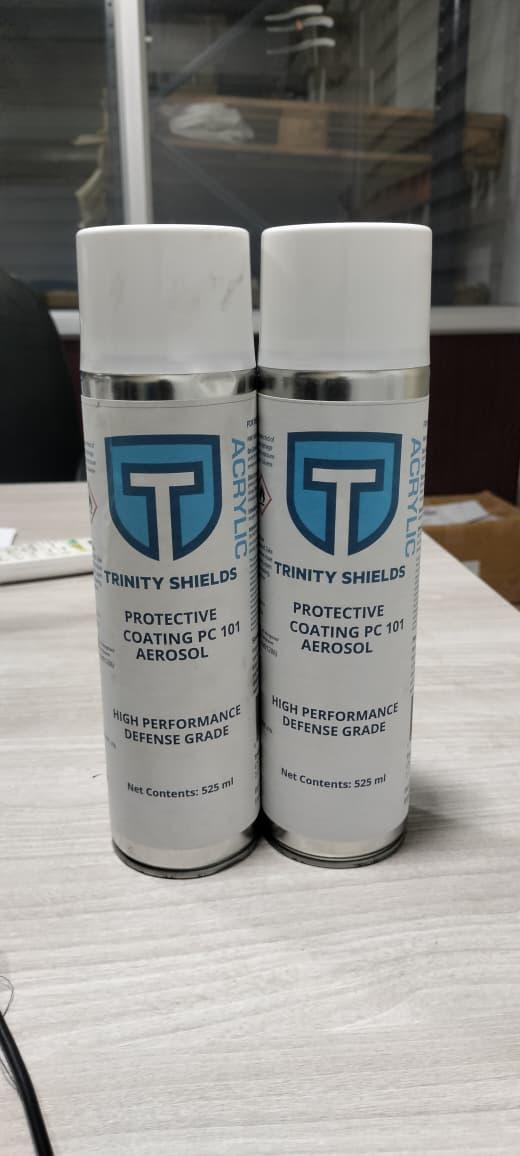 T
TRINITY SHIELDS
PROTECTIVE
COATING PC 101
AEROSOL
HIGH PERFORMANCE
DEFENSE GRADE
Net Contents: 525 ml
ACRYLIC
T
TRINITY SHIELDS
PROTECTIVE
COATING PC 101
AEROSOL
HIGH PERFORMANCE
DEFENSE GRADE
Net Contents: 525 ml
ACRYLIC